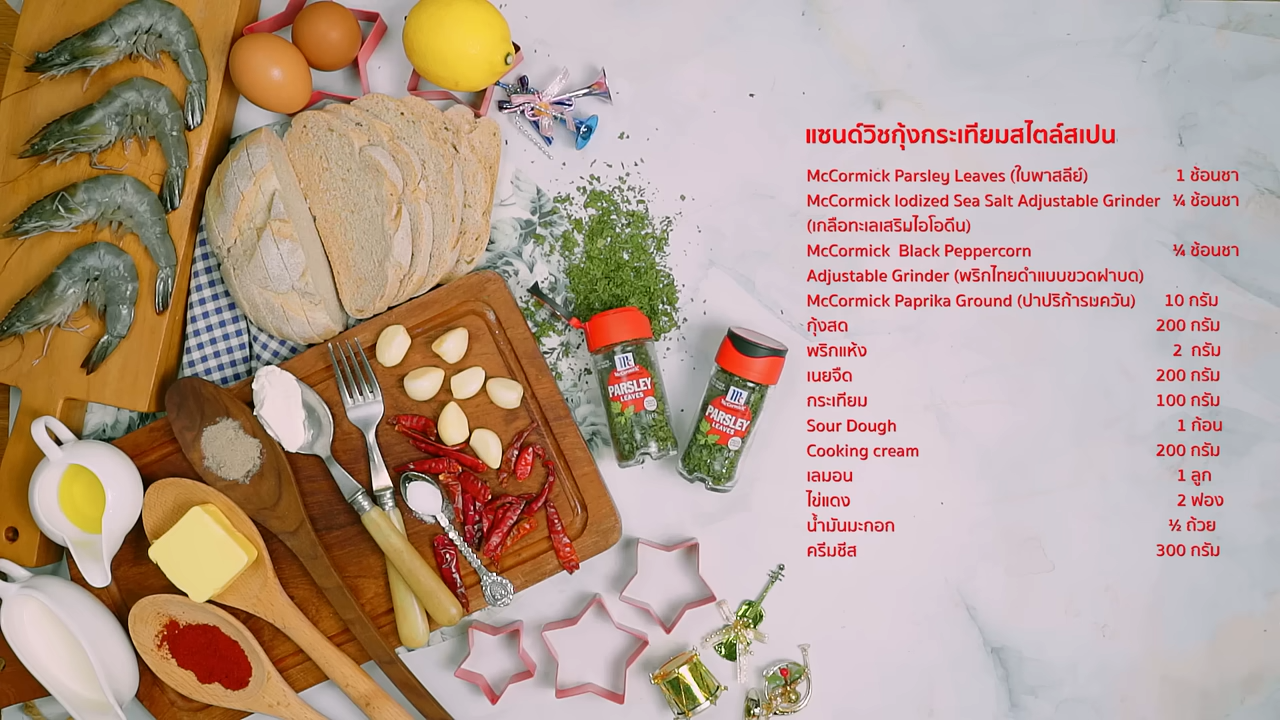 แซนด์วิชกุ้งกระเทียมสไตล์สเปน
McCormick Parsley Leaves (ใบพาสลีย์) 1 ช้อนชา
McCormick Iodized Sea Salt Adjustable Grinder ¼ ช้อนชา
(เกลือทะเลเสริมไอโอดีน)
McCormick Black Peppercorn ¼ ช้อนชา
Adjustable Grinder (พริกไทยดำแบบขวดฝาบด)
McCormick Paprika Ground (ปาปริก้ารมควัน) 10 กรัม
กุ้งสด 200 กรัม
พริกแห้ง 2 กรัม
เนยจืด 200 กรัม
กระเทียม 100 กรัม
Sour Dough 1 ก้อน
Cooking cream 200 กรัม
เลมอน 1 ลูก
ไข่แดง 2 ฟอง
น้ำมันมะกอก ½ ถ้วย
ครีมชีส 300 กรัม
McCormick
PARSLEY
LEAVES
McCormick
PARSLEY
LEAVES